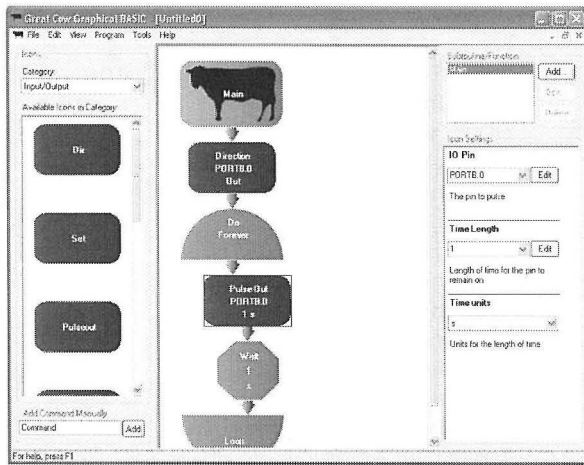 Great Cow Graphical BASIC - [Untitled0]
File Edit View Program Tools Help
Icons
Category:
Input/Output
Available Icons in Category:
Dir
Set
Pulseout
Add Command Manually
Command
Add
For help, press F1
Main
Direction
PORTB.0
Out
Do
Forever
Pulse Out
PORTB.0
1 s
Wait
1
s
Loop
Subroutine/Function
Add
Icon Settings
IO Pin
PORTB.0
Edit
The pin to pulse
Time Length
1
Edit
Length of time for the pin to
remain on
Time units
s
Units for the length of time